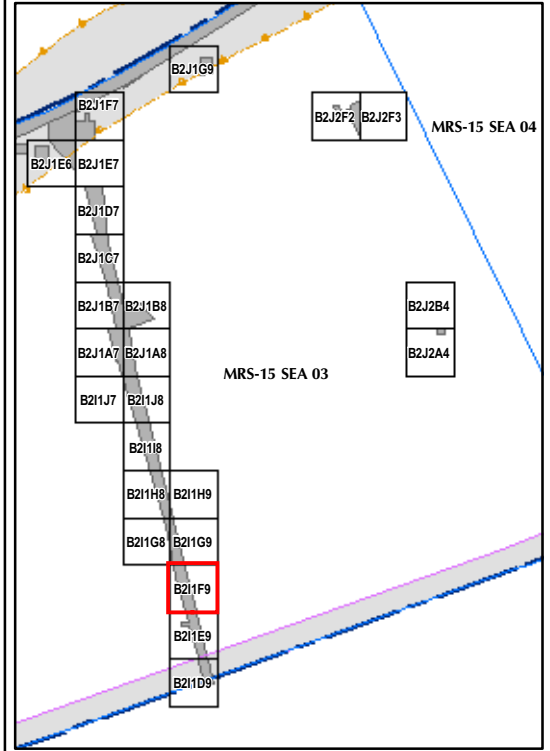 B2J1G9
B2J1F7
B2J2F2 B2J2F3
MRS-15 SEA 04
B2J1E6 B2J1E7
B2J1D7
B2J1C7
B2J1B7 B2J1B8
B2J2B4
B2J1A7 B2J1A8
B2J2A4
MRS-15 SEA 03
B2I1J7 B2I1J8
B2I1I8
B2I1H8 B2I1H9
B2I1G8 B2I1G9
B2I1F9
B2I1E9
B2I1D9